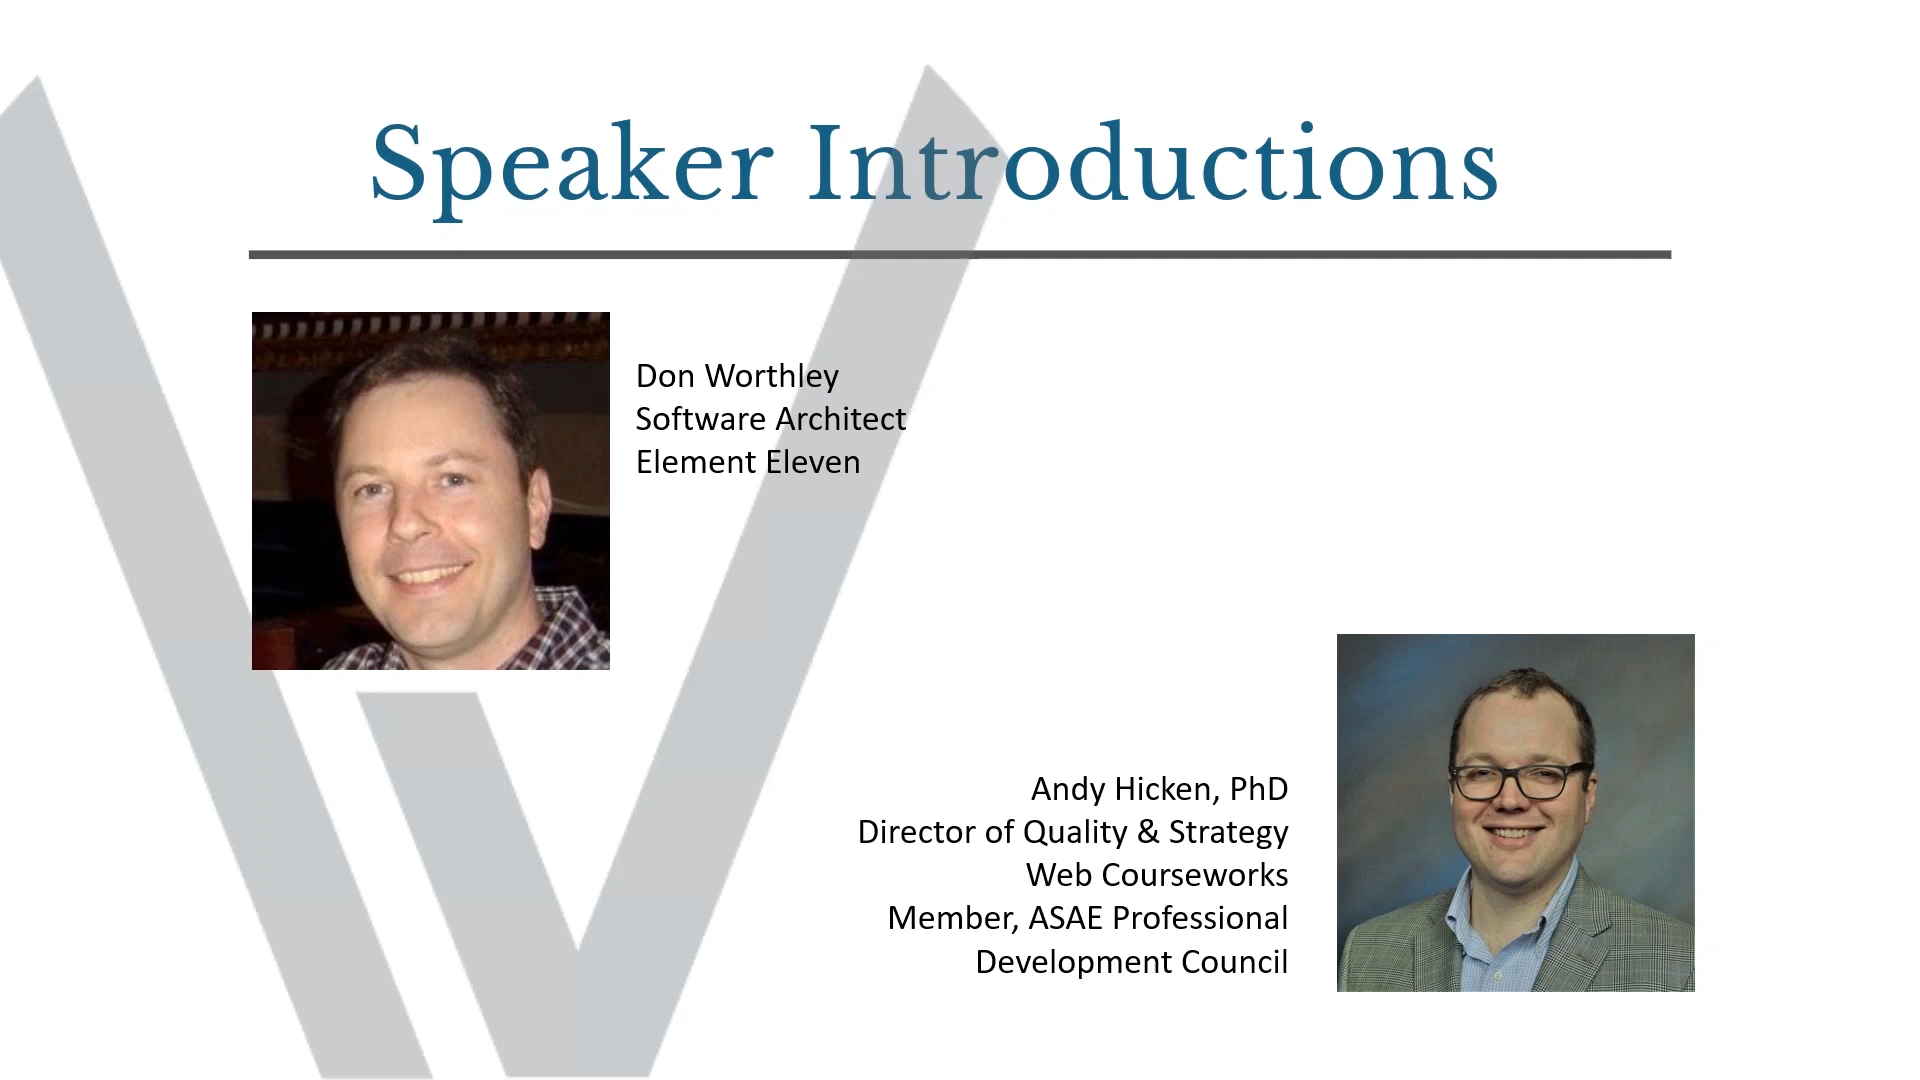 Speaker Introductions
Don Worthley
Software Architect
Element Eleven
Andy Hicken, PhD
Director of Quality & Strategy
Web Courseworks
Member, ASAE Professional
Development Council